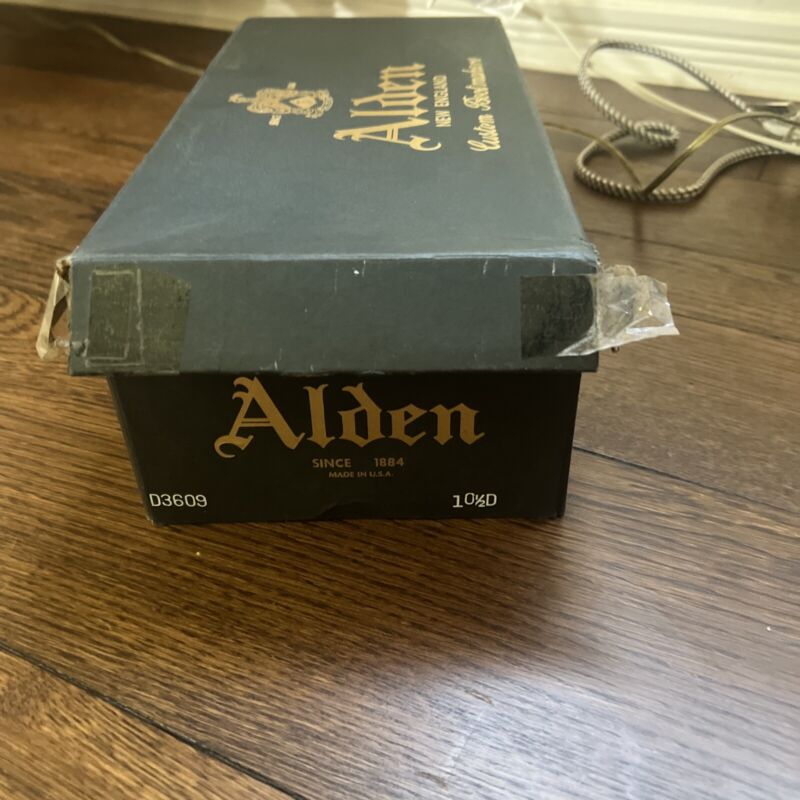 Alden
NEW ENGLAND
Custom Bootmakers
Alden
SINCE 1884
MADE IN U.S.A.
D3609
10½D